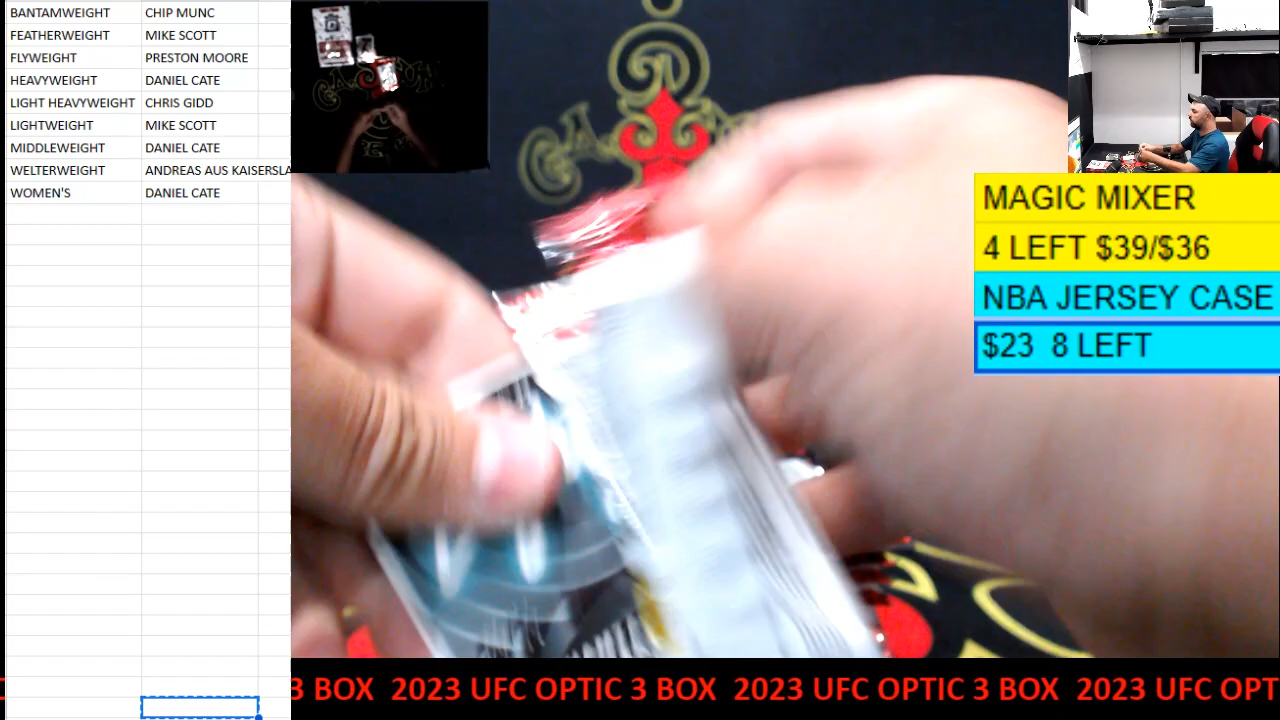 BANTAMWEIGHT CHIP MUNC
FEATHERWEIGHT MIKE SCOTT
FLYWEIGHT PRESTON MOORE
HEAVYWEIGHT DANIEL CATE
LIGHT HEAVYWEIGHT CHRIS GIDD
LIGHTWEIGHT MIKE SCOTT
MIDDLEWEIGHT DANIEL CATE
WELTERWEIGHT ANDREAS AUS KAISERSLA
WOMEN'S DANIEL CATE
MAGIC MIXER
4 LEFT $39/$36
NBA JERSEY CASE
$23 8 LEFT
3 BOX 2023 UFC OPTIC 3 BOX 2023 UFC OPTIC 3 BOX 2023 UFC OPT